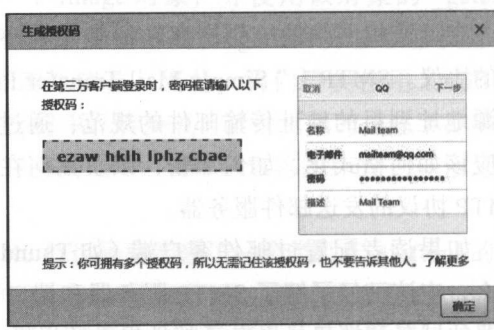 生成授权码
在第三方客户端登录时，密码框请输入以下
授权码：
ezaw hklh lphz cbae
取消 QQ 下一步
名称 Mail team
电子邮件 mailteam@qq.com
密码 ●●●●●●●●●●●●●●●●
描述 Mail Team
提示：你可拥有多个授权码，所以无需记住该授权码，也不要告诉其他人。了解更多
确定